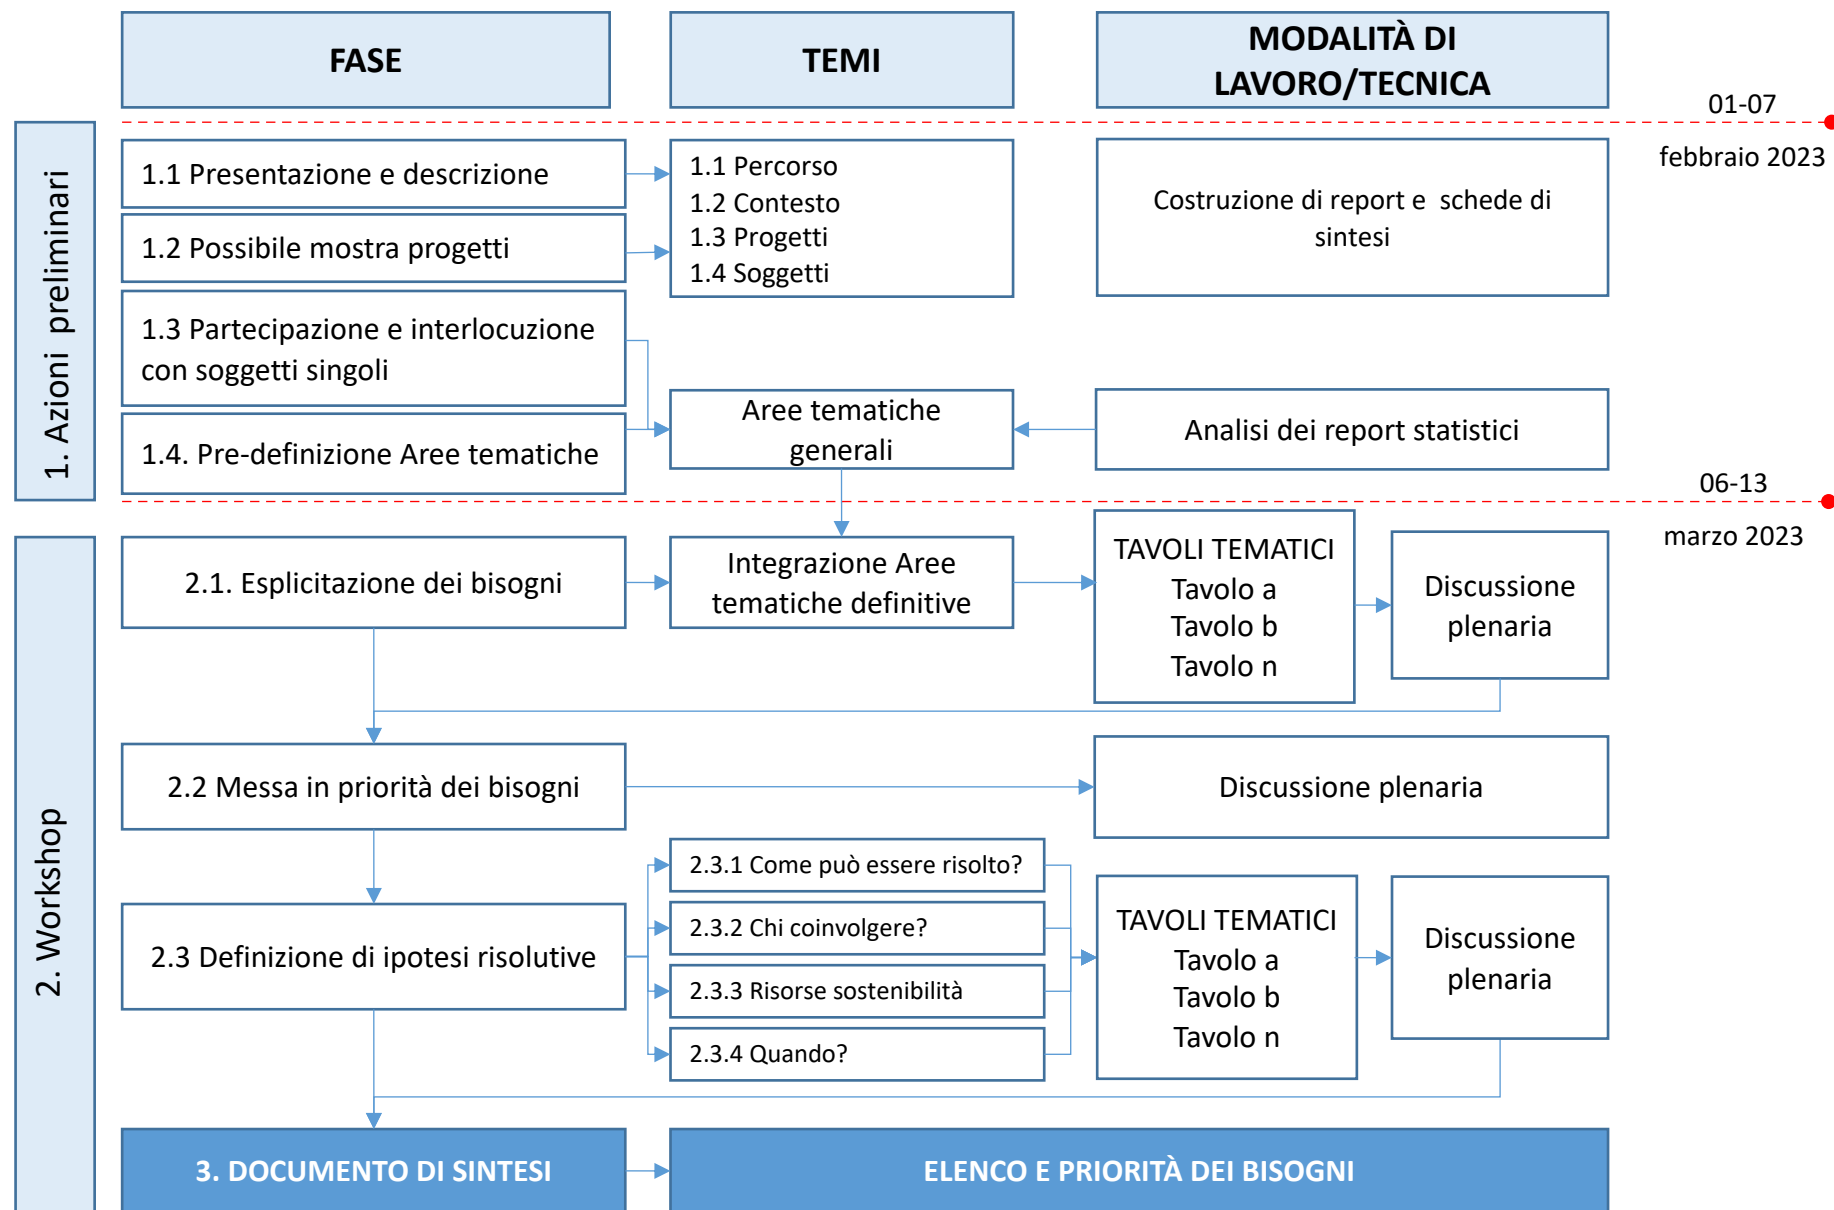 FASE
TEMI
MODALITÀ DI
LAVORO/TECNICA
01-07
febbraio 2023
1. Azioni preliminari
1.1 Presentazione e descrizione
1.2 Possibile mostra progetti
1.3 Partecipazione e interlocuzione
con soggetti singoli
1.4. Pre-definizione Aree tematiche
1.1 Percorso
1.2 Contesto
1.3 Progetti
1.4 Soggetti
Costruzione di report e schede di
sintesi
Aree tematiche
generali
Analisi dei report statistici
06-13
marzo 2023
2. Workshop
2.1. Esplicitazione dei bisogni
Integrazione Aree
tematiche definitive
TAVOLI TEMATICI
Tavolo a
Tavolo b
Tavolo n
Discussione
plenaria
2.2 Messa in priorità dei bisogni
Discussione plenaria
2.3 Definizione di ipotesi risolutive
2.3.1 Come può essere risolto?
2.3.2 Chi coinvolgere?
2.3.3 Risorse sostenibilità
2.3.4 Quando?
TAVOLI TEMATICI
Tavolo a
Tavolo b
Tavolo n
Discussione
plenaria
3. DOCUMENTO DI SINTESI
ELENCO E PRIORITÀ DEI BISOGNI